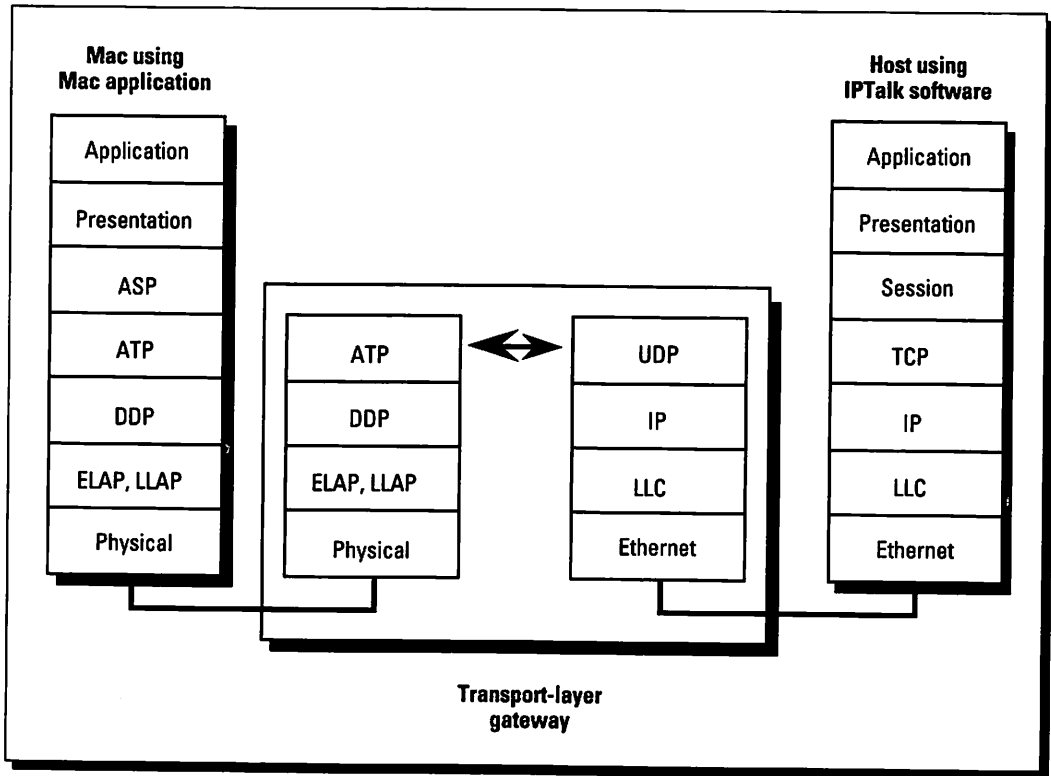 Mac using
Mac application
Application
Presentation
ASP
ATP
DDP
ELAP, LLAP
Physical
ATP
DDP
ELAP, LLAP
Physical
UDP
IP
LLC
Ethernet
Host using
IPTalk software
Application
Presentation
Session
TCP
IP
LLC
Ethernet
Transport-layer
gateway